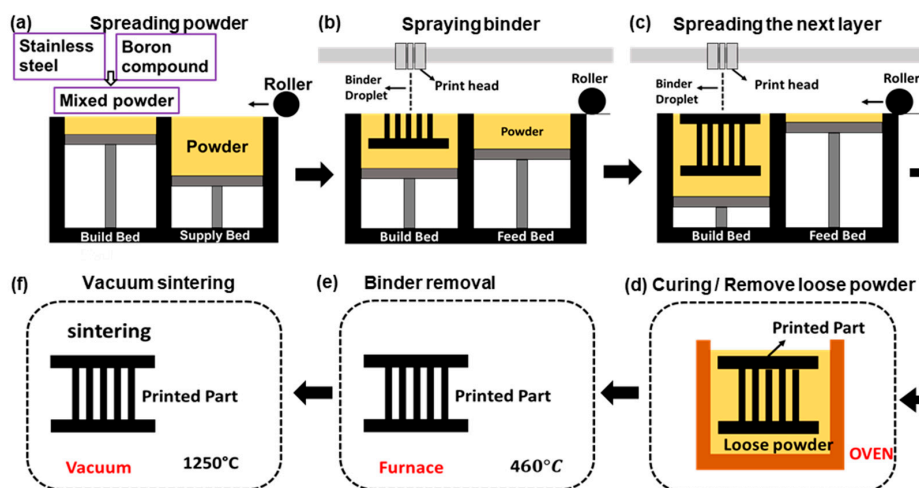 (a) Spreading powder
Stainless
steel
Boron
compound
Mixed powder
Roller
Powder
Build Bed
Supply Bed
(b) Spraying binder
Binder
Droplet
Print head
Roller
Powder
Build Bed
Feed Bed
(c) Spreading the next layer
Binder
Droplet
Print head
Roller
Build Bed
Feed Bed
(f) Vacuum sintering
sintering
Printed Part
Vacuum
1250°C
(e) Binder removal
Printed Part
Furnace
460°C
(d) Curing / Remove loose powder
Printed Part
Loose powder
OVEN